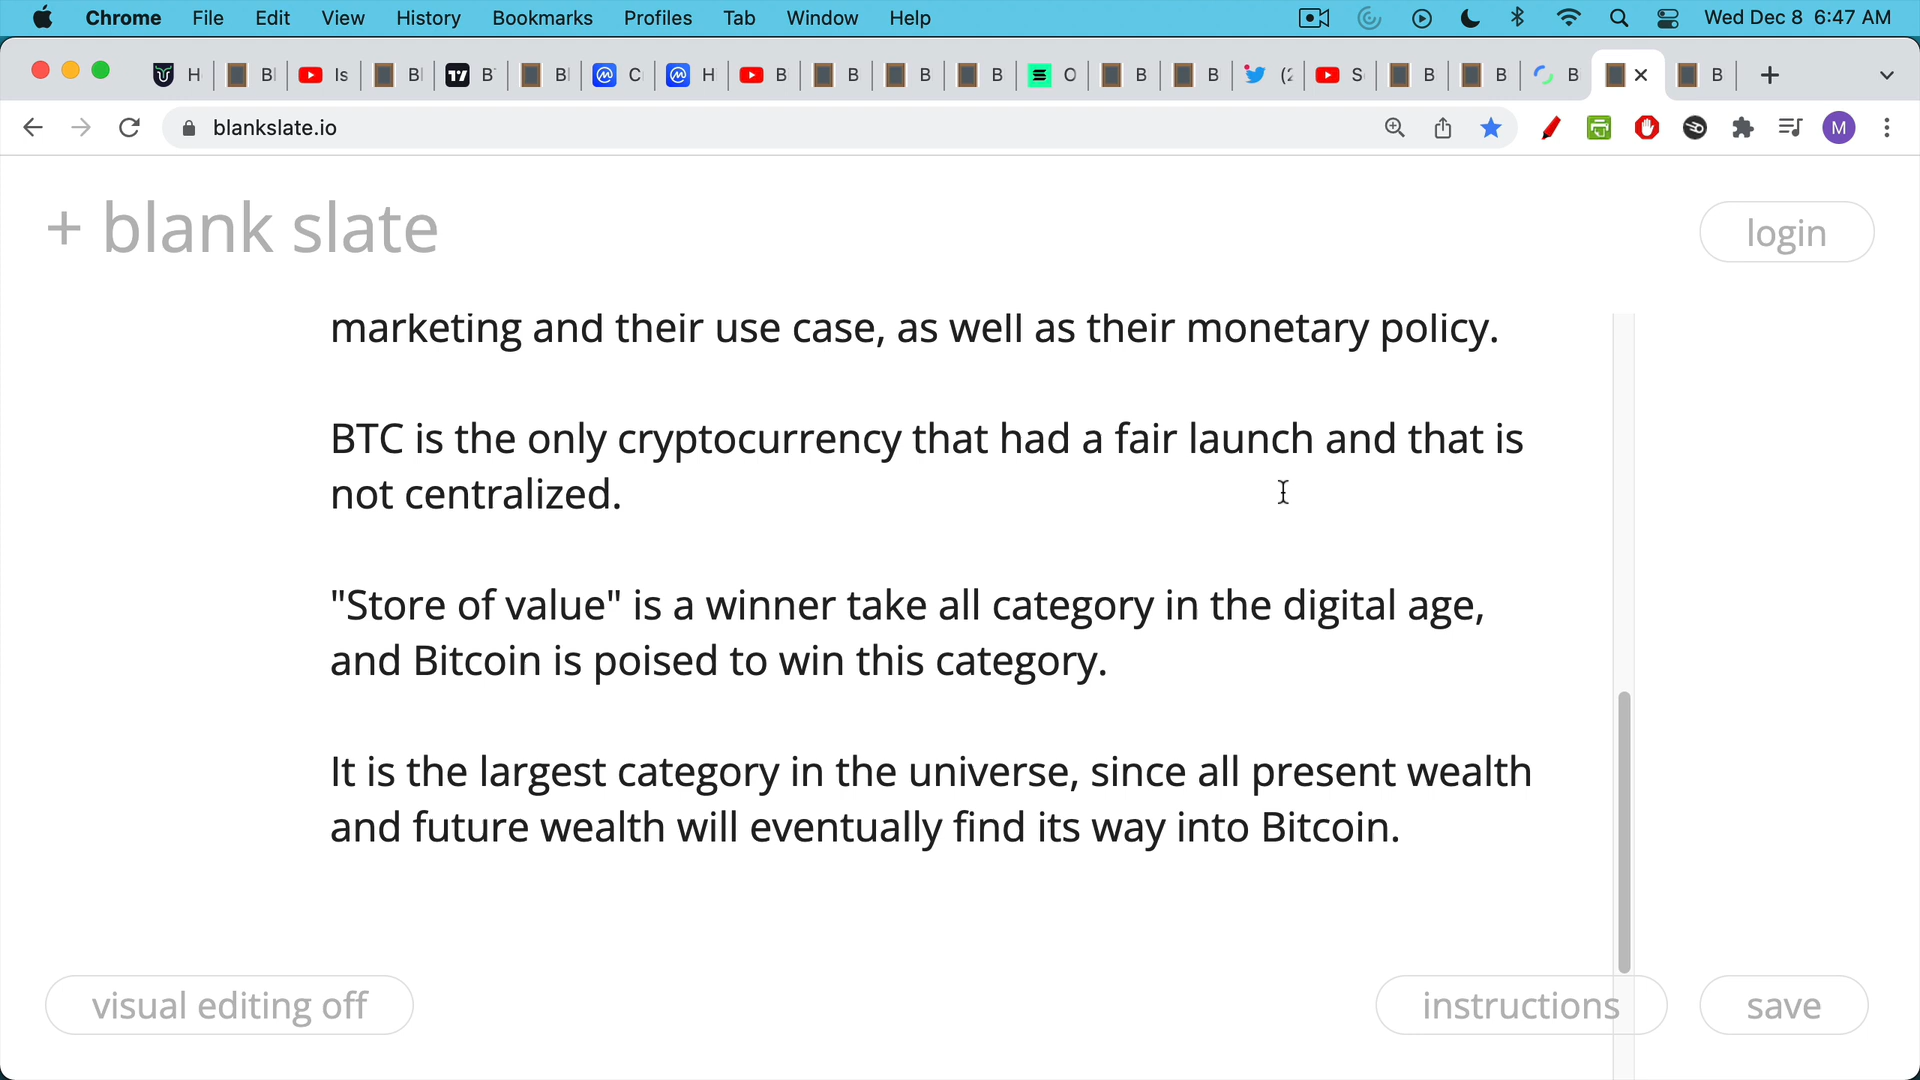 Chrome File Edit View History Bookmarks Profiles Tab Window Help Wed Dec 8 6:47 AM
H B Is B B B C H B B B B O B B (2 S B B B B
blankslate.io M
+ blank slate login
marketing and their use case, as well as their monetary policy.
BTC is the only cryptocurrency that had a fair launch and that is
not centralized.
"Store of value" is a winner take all category in the digital age,
and Bitcoin is poised to win this category.
It is the largest category in the universe, since all present wealth
and future wealth will eventually find its way into Bitcoin.
visual editing off instructions save